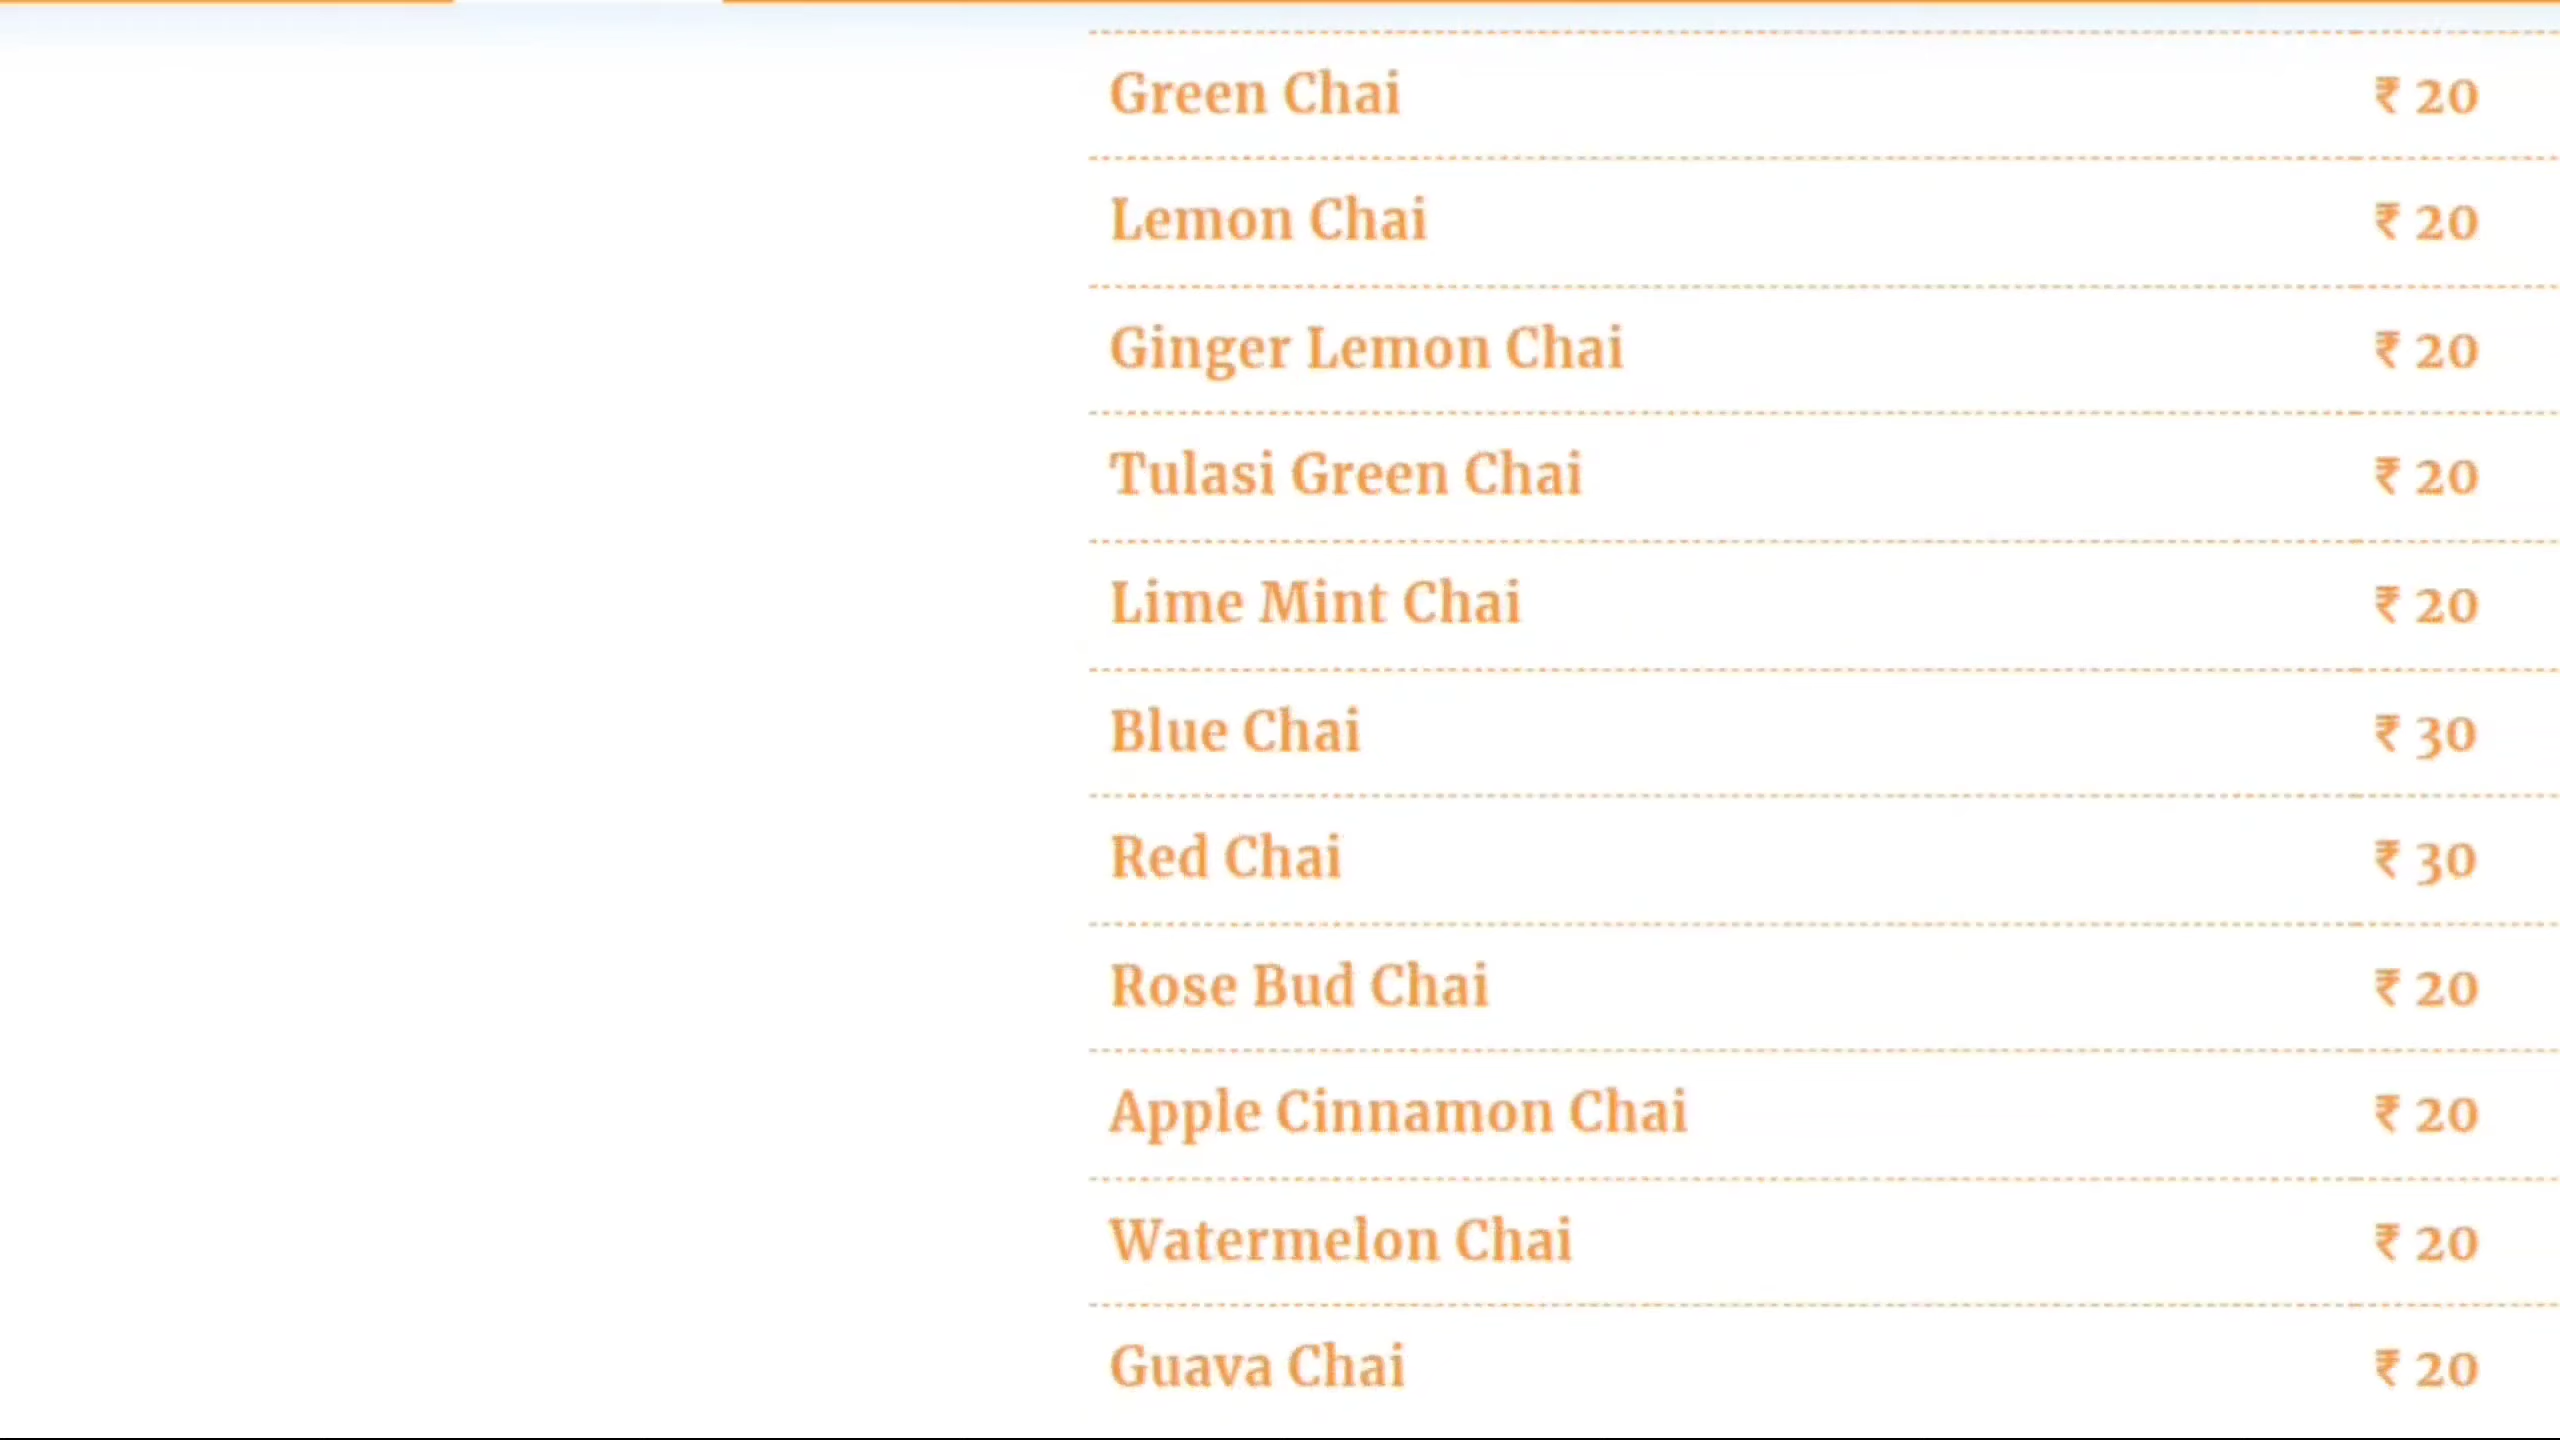 Green Chai ₹ 20
Lemon Chai ₹ 20
Ginger Lemon Chai ₹ 20
Tulasi Green Chai ₹ 20
Lime Mint Chai ₹ 20
Blue Chai ₹ 30
Red Chai ₹ 30
Rose Bud Chai ₹ 20
Apple Cinnamon Chai ₹ 20
Watermelon Chai ₹ 20
Guava Chai ₹ 20